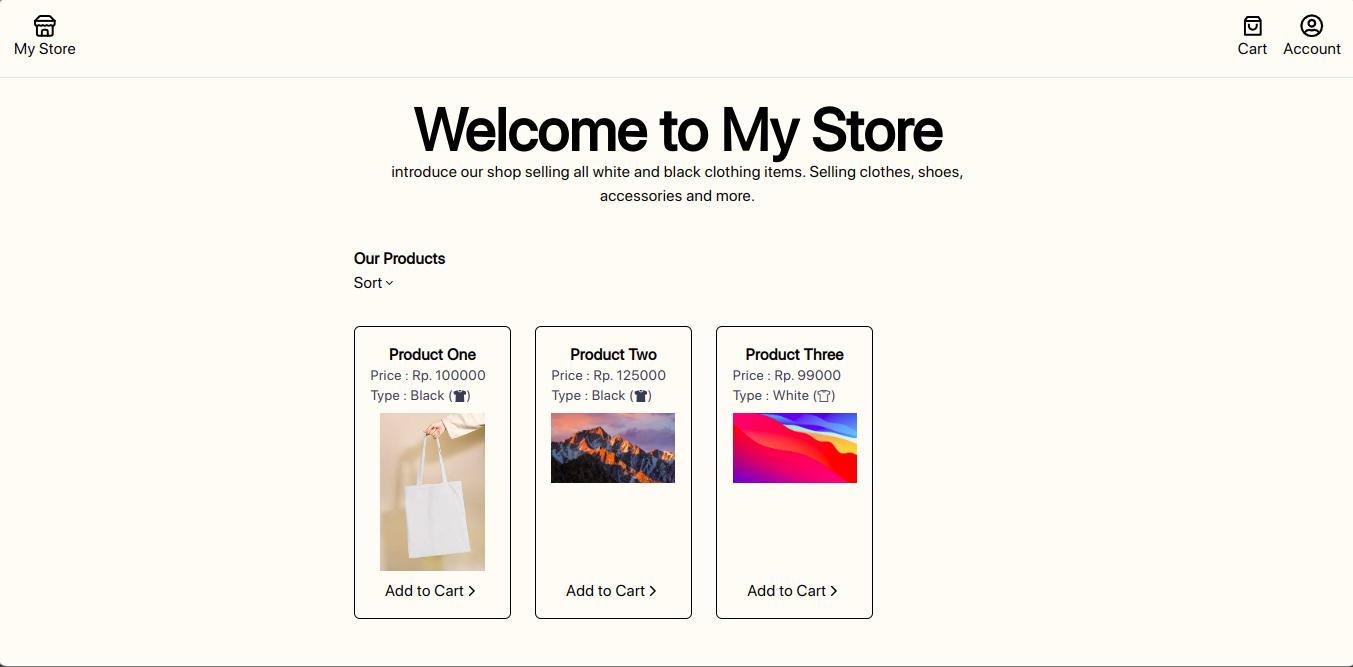 My Store
Cart
Account
Welcome to My Store
introduce our shop selling all white and black clothing items. Selling clothes, shoes,
accessories and more.
Our Products
Sort
Product One
Price : Rp. 100000
Type : Black (👕)
Add to Cart
Product Two
Price : Rp. 125000
Type : Black (👕)
Add to Cart
Product Three
Price : Rp. 99000
Type : White (👕)
Add to Cart